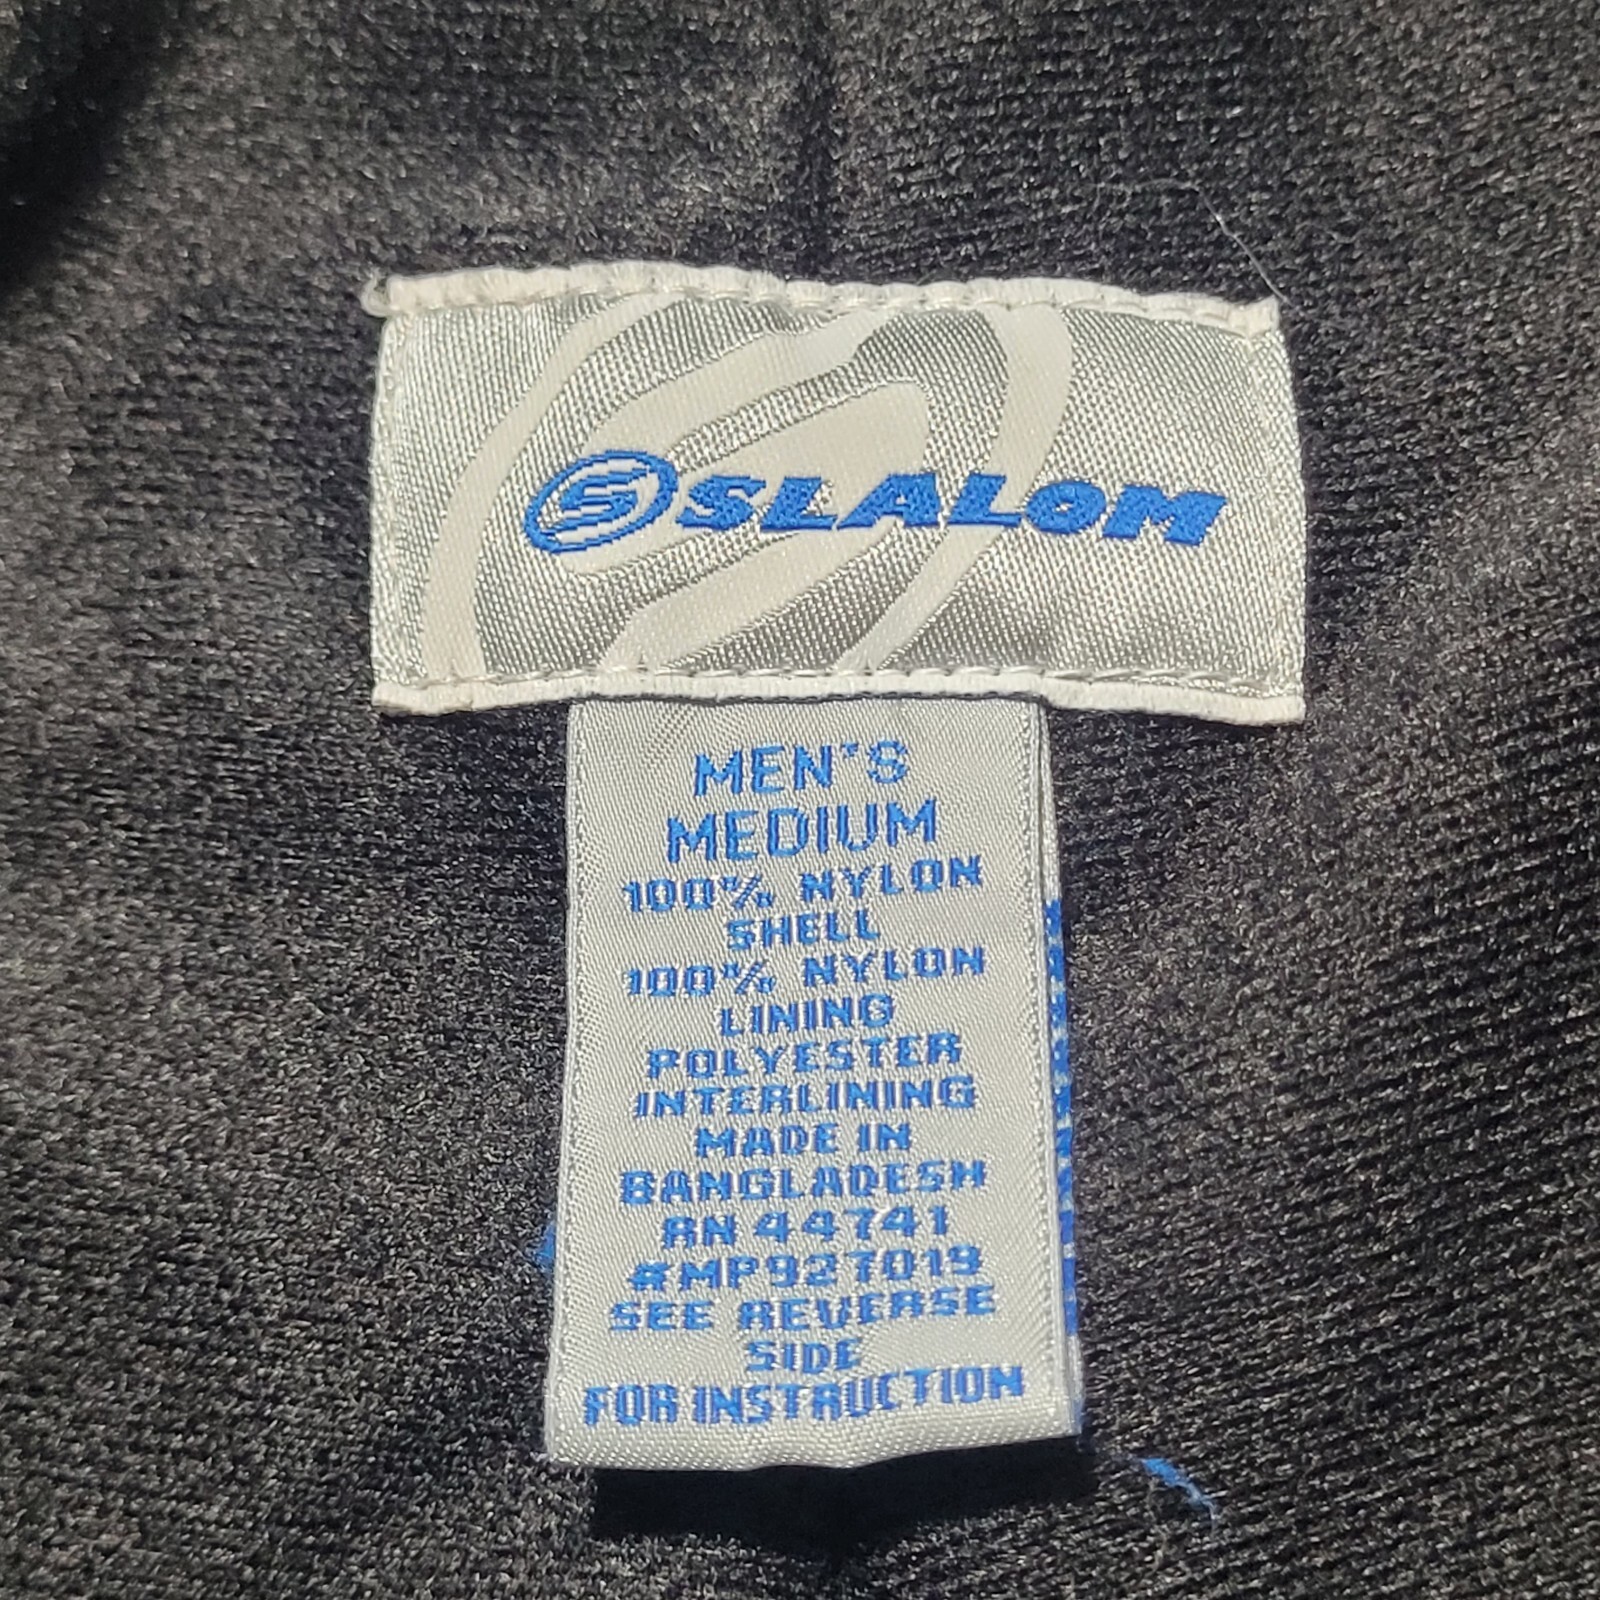 S SLALOM
MEN'S
MEDIUM
100% NYLON
SHELL
100% NYLON
LINING
POLYESTER
INTERLINING
MADE IN
BANGLADESH
RN 44741
#MP927019
SEE REVERSE
SIDE
FOR INSTRUCTION